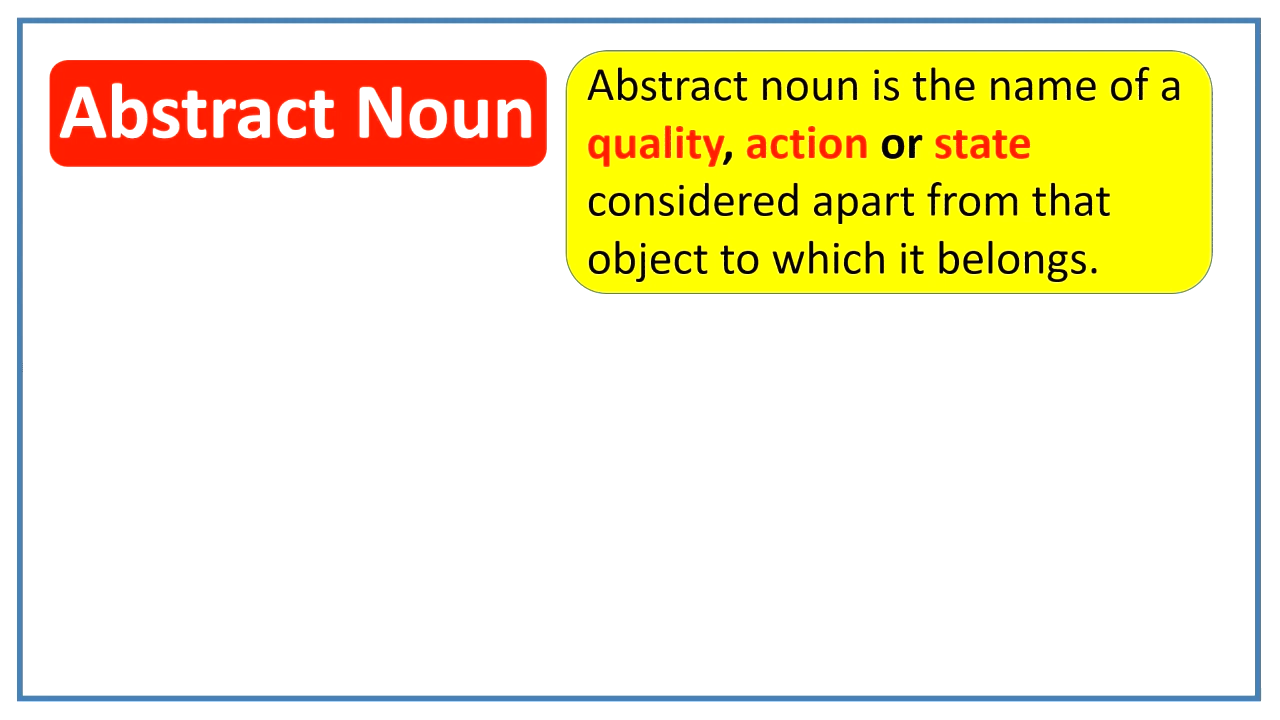 Abstract Noun
Abstract noun is the name of a
quality, action or state
considered apart from that
object to which it belongs.